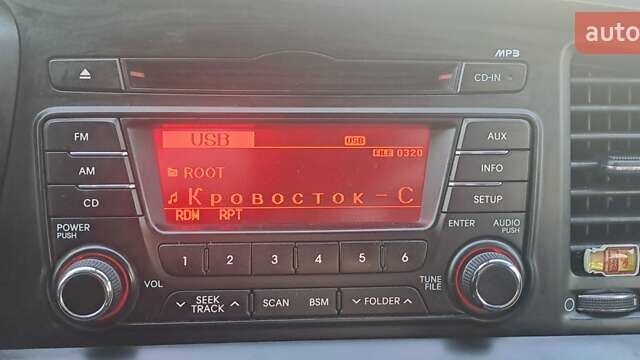 auto
MP3
CD-IN
FM
AM
CD
POWER
PUSH
VOL
USB
USB
FILE 0320
ROOT
Кровосток-С
RDM RPT
AUX
INFO
SETUP
ENTER
AUDIO
PUSH
1 2 3 4 5 6
TUNE
FILE
SEEK
TRACK
SCAN
BSM
FOLDER